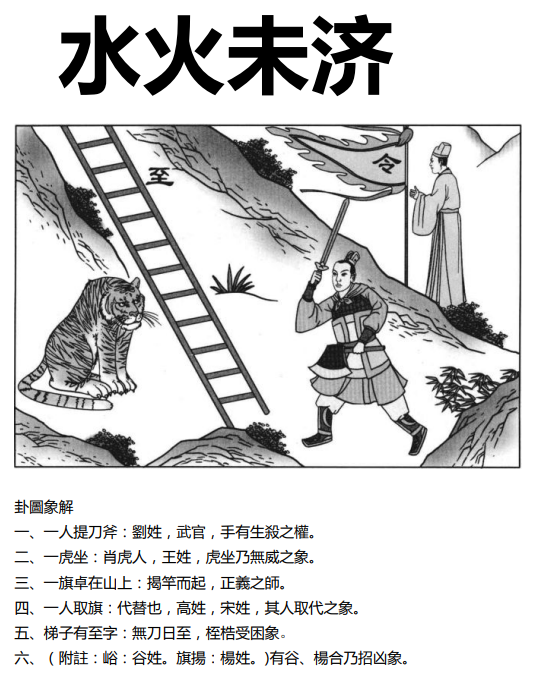 水火未济
令
至
卦圖象解
一、一人提刀斧：劉姓，武官，手有生殺之權。
二、一虎坐：肖虎人，王姓，虎坐乃無威之象。
三、一旗卓在山上：揭竿而起，正義之師。
四、一人取旗：代替也，高姓，宋姓，其人取代之象。
五、梯子有至字：無刀日至，桎梏受困象。
六、（附註：峪：谷姓。旗揚：楊姓。)有谷、楊合乃招凶象。